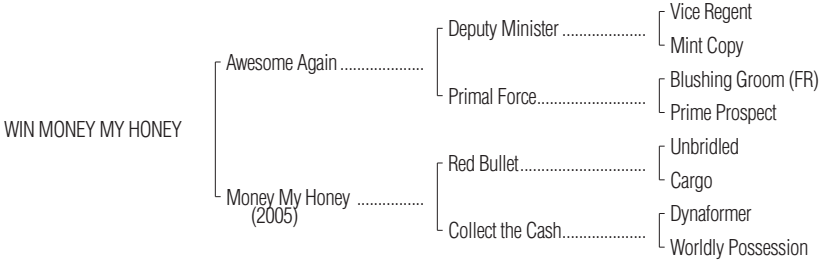 Vice Regent
Deputy Minister ....................
Mint Copy
Awesome Again ....................
Blushing Groom (FR)
Primal Force..........................
Prime Prospect
WIN MONEY MY HONEY
Unbridled
Red Bullet..............................
Cargo
Money My Honey ................
(2005)
Dynaformer
Collect the Cash....................
Worldly Possession